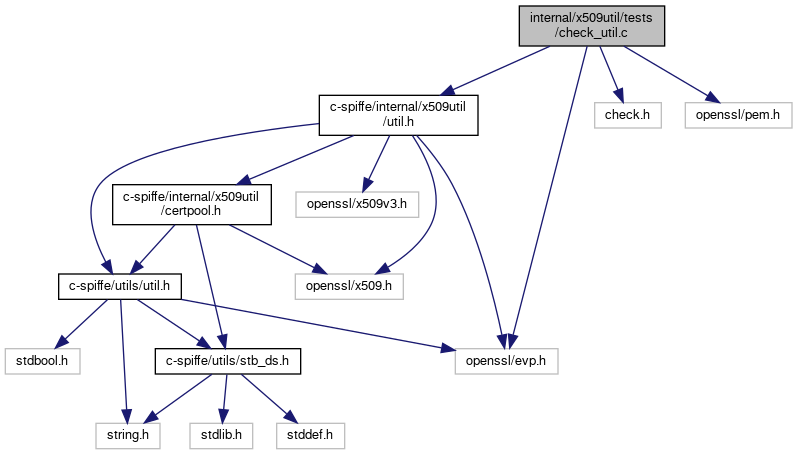 internal/x509util/tests
/check_util.c
c-spiffe/internal/x509util
/util.h
check.h
openssl/pem.h
c-spiffe/internal/x509util
/certpool.h
openssl/x509v3.h
c-spiffe/utils/util.h
openssl/x509.h
stdbool.h
c-spiffe/utils/stb_ds.h
openssl/evp.h
string.h
stdlib.h
stddef.h